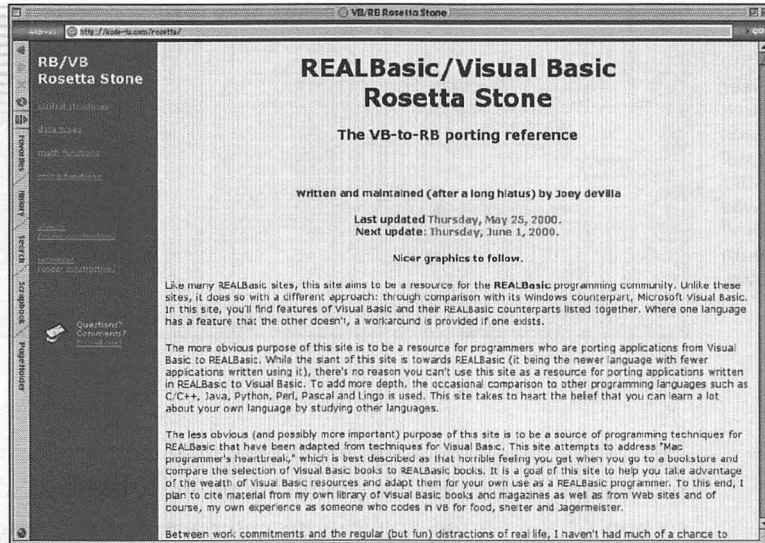 VB/RB Rosetta Stone
Address http://kode-fu.com/rosetta/
RB/VB
Rosetta Stone
control structures
data types
math functions
string functions
objects
(under construction)
(under construction)
Questions?
Comments?
Favorites
History
Search
Scrapbook
Page Holder
REALBasic/Visual Basic
Rosetta Stone
The VB-to-RB porting reference
Written and maintained (after a long hiatus) by Joey deVilla
Last updated Thursday, May 25, 2000.
Next update: Thursday, June 1, 2000.
Nicer graphics to follow.
Like many REALBasic sites, this site aims to be a resource for the REALBasic programming community. Unlike these
sites, it does so with a different approach: through comparison with its Windows counterpart, Microsoft Visual Basic.
In this site, you'll find features of Visual Basic and their REALBasic counterparts listed together. Where one language
has a feature that the other doesn't, a workaround is provided if one exists.
The more obvious purpose of this site is to be a resource for programmers who are porting applications from Visual
Basic to REALBasic. While the slant of this site is towards REALBasic (it being the newer language with fewer
applications written using it), there's no reason you can't use this site as a resource for porting applications written
in REALBasic to Visual Basic. To add more depth, the occasional comparison to other programming languages such as
C/C++, Java, Python, Perl, Pascal and Lingo is used. This site takes to heart the belief that you can learn a lot
about your own language by studying other languages.
The less obvious (and possibly more important) purpose of this site is to be a source of programming techniques for
REALBasic that have been adapted from techniques for Visual Basic. This site attempts to address "Mac
programmer's heartbreak," which is best described as that horrible feeling you get when you go to a bookstore and
compare the selection of Visual Basic books to REALBasic books. It is a goal of this site to help you take advantage
of the wealth of Visual Basic resources and adapt them for your own use as a REALBasic programmer. To this end, I
plan to cite material from my own library of Visual Basic books and magazines as well as from Web sites and of
course, my own experience as someone who codes in VB for food, shelter and Jagermeister.
Between work commitments and the regular (but fun) distractions of real life, I haven't had much of a chance to